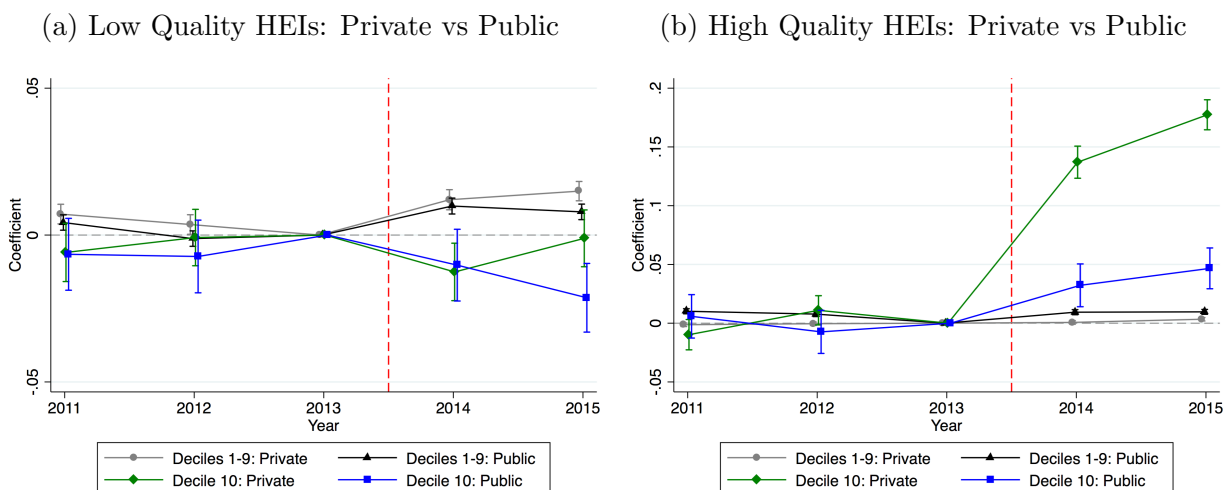 (a) Low Quality HEIs: Private vs Public
.05
0
-.05
Coefficient
2011 2012 2013 2014 2015
Year
Deciles 1-9: Private Deciles 1-9: Public
Decile 10: Private Decile 10: Public
(b) High Quality HEIs: Private vs Public
.2
.15
.1
.05
0
-.05
Coefficient
2011 2012 2013 2014 2015
Year
Deciles 1-9: Private Deciles 1-9: Public
Decile 10: Private Decile 10: Public